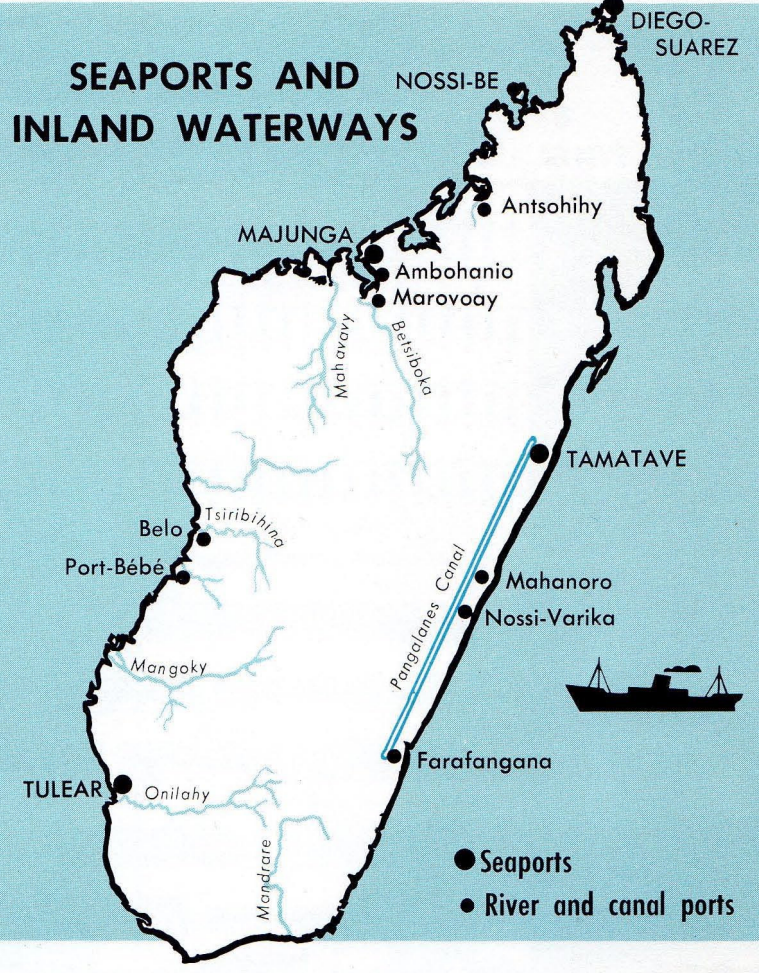 SEAPORTS AND
INLAND WATERWAYS
DIEGO-
SUAREZ
NOSSI-BE
Antsohihy
MAJUNGA
Ambohanio
Marovoay
Mahavavy
Betsiboka
TAMATAVE
Tsiribihina
Belo
Port-Bébé
Pangalanes Canal
Mahanoro
Nossi-Varika
Mangoky
Farafangana
TULEAR
Onilahy
Mandrare
Seaports
River and canal ports